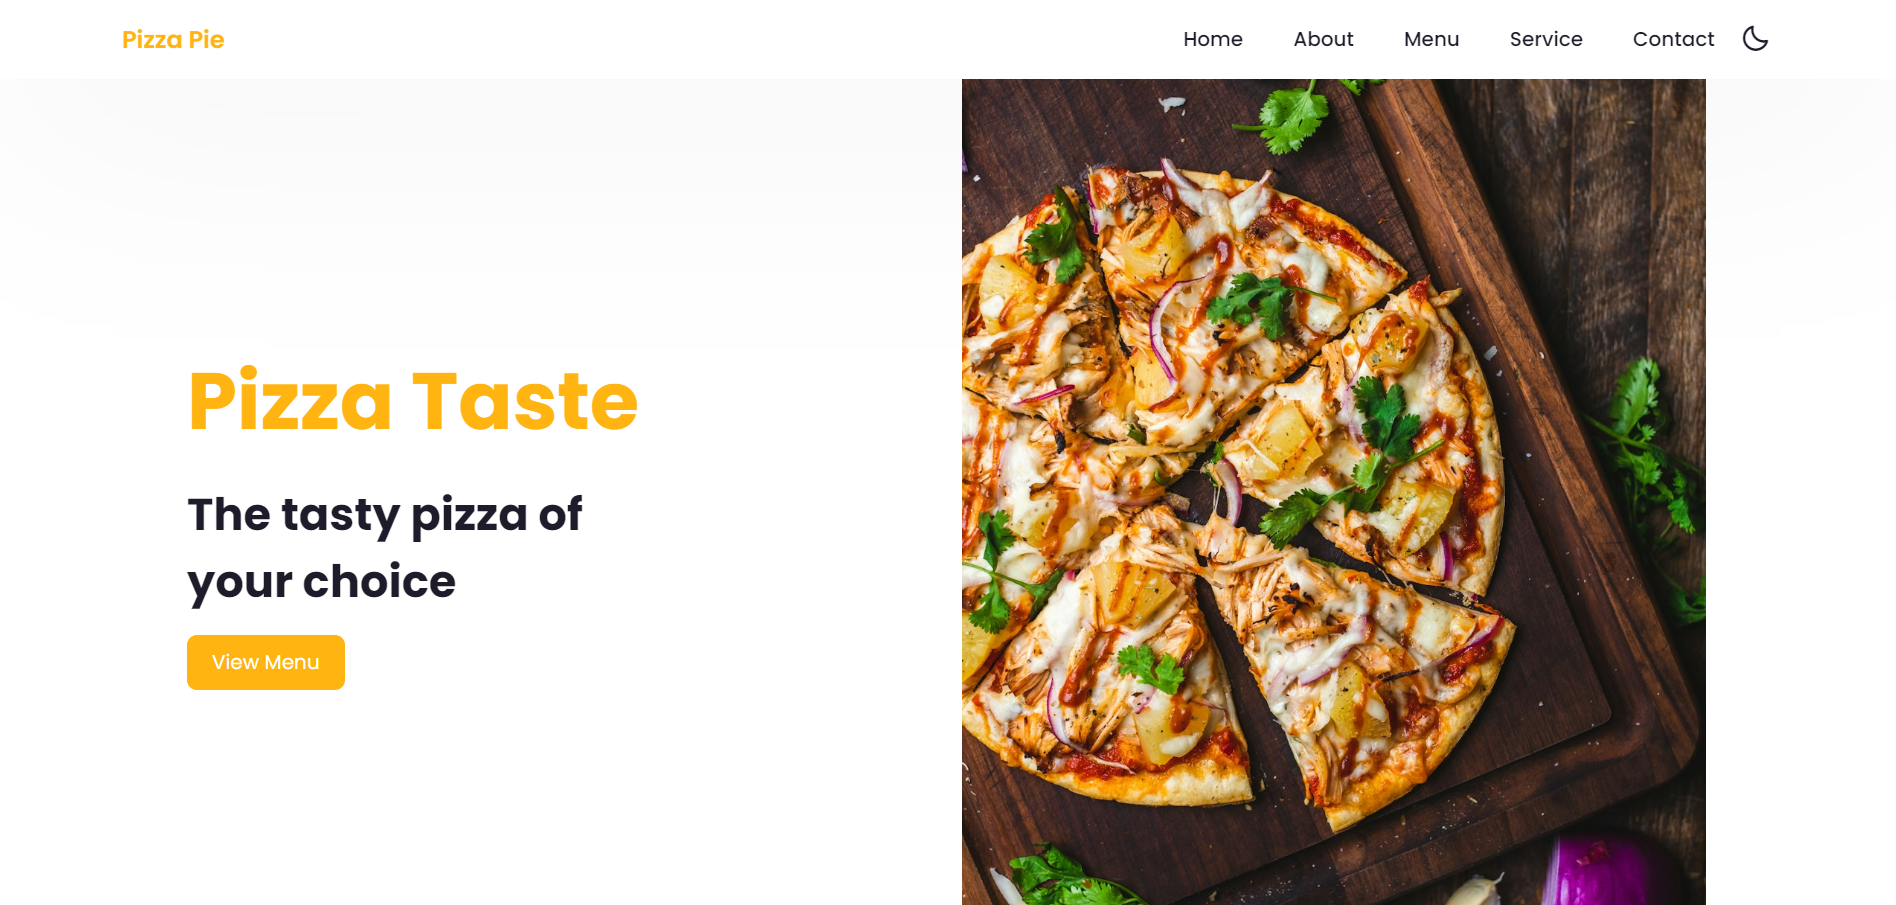 Pizza Pie
Home About Menu Service Contact
Pizza Taste
The tasty pizza of
your choice
View Menu